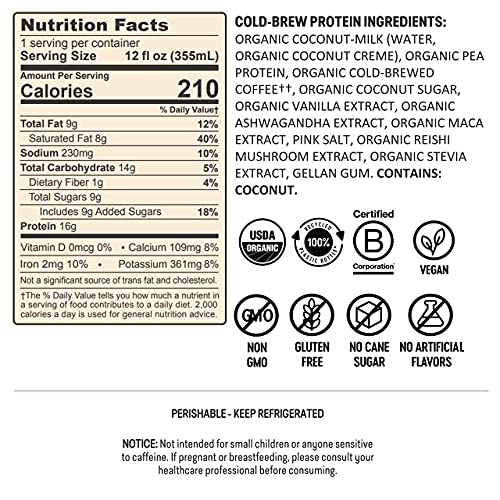 Nutrition Facts
1 serving per container
Serving Size 12 fl oz (355mL)
Amount Per Serving
Calories 210
% Daily Value†
Total Fat 9g 12%
Saturated Fat 8g 40%
Sodium 230mg 10%
Total Carbohydrate 14g 5%
Dietary Fiber 1g 4%
Total Sugars 9g
Includes 9g Added Sugars 18%
Protein 16g
Vitamin D 0mcg 0% • Calcium 109mg 8%
Iron 2mg 10% • Potassium 361mg 8%
Not a significant source of trans fat and cholesterol.
†The % Daily Value tells you how much a nutrient in
a serving of food contributes to a daily diet. 2,000
calories a day is used for general nutrition advice.
COLD-BREW PROTEIN INGREDIENTS:
ORGANIC COCONUT-MILK (WATER,
ORGANIC COCONUT CREME), ORGANIC PEA
PROTEIN, ORGANIC COLD-BREWED
COFFEE††, ORGANIC COCONUT SUGAR,
ORGANIC VANILLA EXTRACT, ORGANIC
ASHWAGANDHA EXTRACT, ORGANIC MACA
EXTRACT, PINK SALT, ORGANIC REISHI
MUSHROOM EXTRACT, ORGANIC STEVIA
EXTRACT, GELLAN GUM. CONTAINS:
COCONUT.
USDA
ORGANIC
RECYCLED
100%
PLASTIC BOTTLE†
Certified
B
Corporation
VEGAN
GMO
NON
GMO
GLUTEN
FREE
NO CANE
SUGAR
NO ARTIFICIAL
FLAVORS
PERISHABLE - KEEP REFRIGERATED
NOTICE: Not intended for small children or anyone sensitive
to caffeine. If pregnant or breastfeeding, please consult your
healthcare professional before consuming.